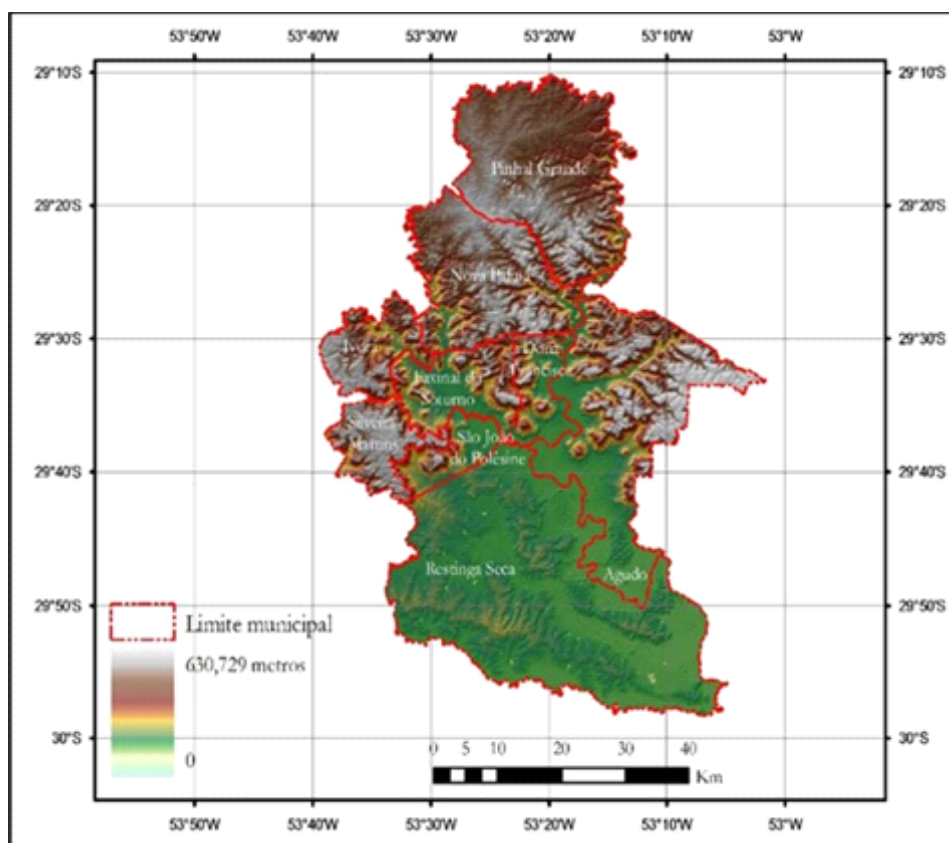 53°50'W 53°40'W 53°30'W 53°20'W 53°10'W 53°W
29°10'S 29°10'S
Pinhal Grande
29°20'S 29°20'S
Nova Palma
29°30'S 29°30'S
Dona
Francisca
Faxinal do
Soturno
Silveira
Martins
São João
do Polêsine
29°40'S 29°40'S
Restinga Seca
Agudo
29°50'S 29°50'S
Limite municipal
630,729 metros
0
30°S 30°S
0 5 10 20 30 40
Km
53°50'W 53°40'W 53°30'W 53°20'W 53°10'W 53°W